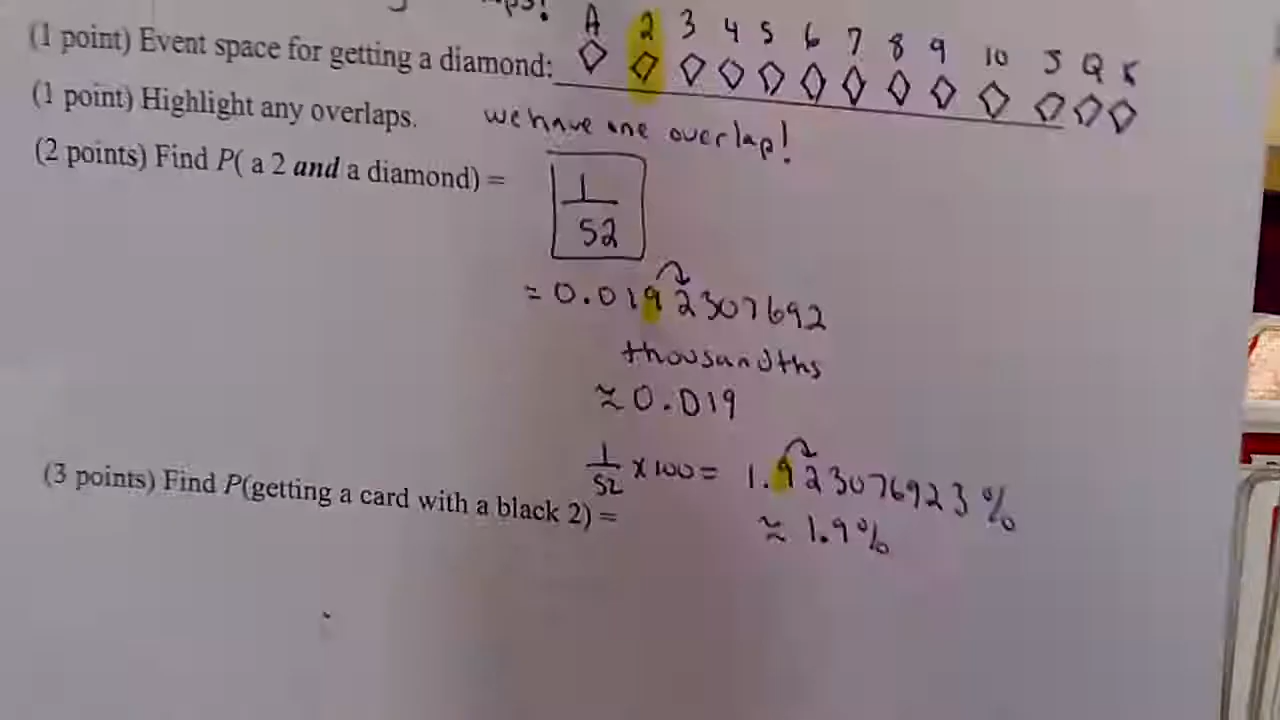 A 2 3 4 5 6 7 8 9 10 J Q K
(1 point) Event space for getting a diamond:
(1 point) Highlight any overlaps. we have one overlap!
(2 points) Find P( a 2 and a diamond) = 1/52
= 0.0192307692
thousandths
≈ 0.019
1/52 x 100 = 1.923076923%
(3 points) Find P(getting a card with a black 2) =
≈ 1.9%